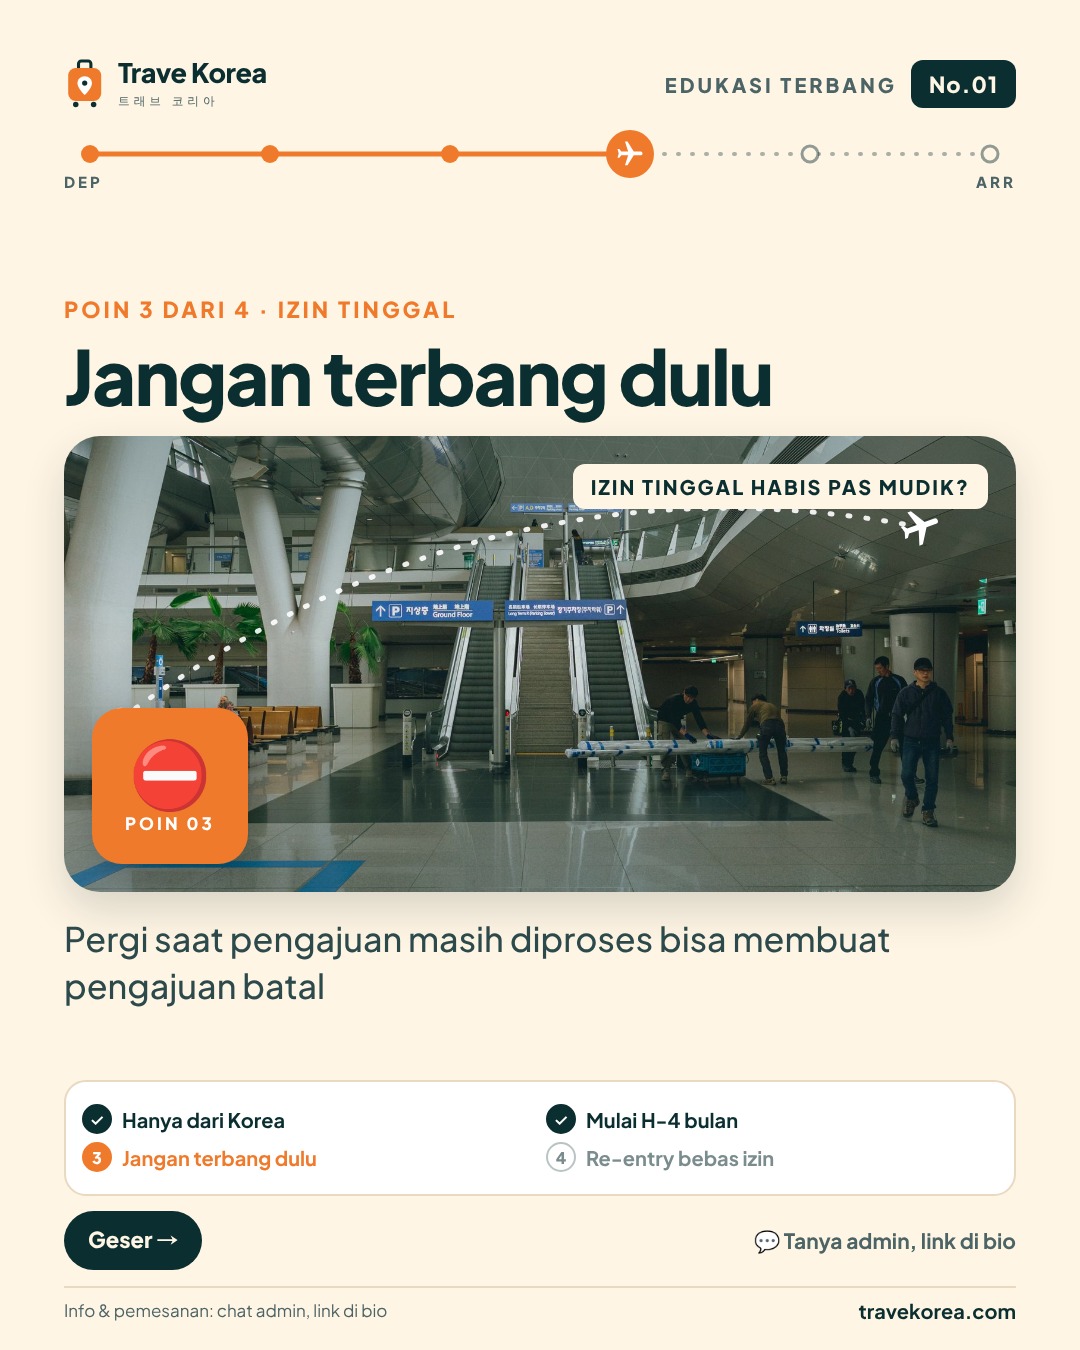 Trave Korea
트래브 코리아
EDUKASI TERBANG
No.01
DEP
ARR
POIN 3 DARI 4 · IZIN TINGGAL
Jangan terbang dulu
IZIN TINGGAL HABIS PAS MUDIK?
P 지상층
Ground Floor
P
Toilets
POIN 03
Pergi saat pengajuan masih diproses bisa membuat
pengajuan batal
Hanya dari Korea
Mulai H-4 bulan
3 Jangan terbang dulu
4 Re-entry bebas izin
Geser →
💬 Tanya admin, link di bio
Info & pemesanan: chat admin, link di bio
travekorea.com